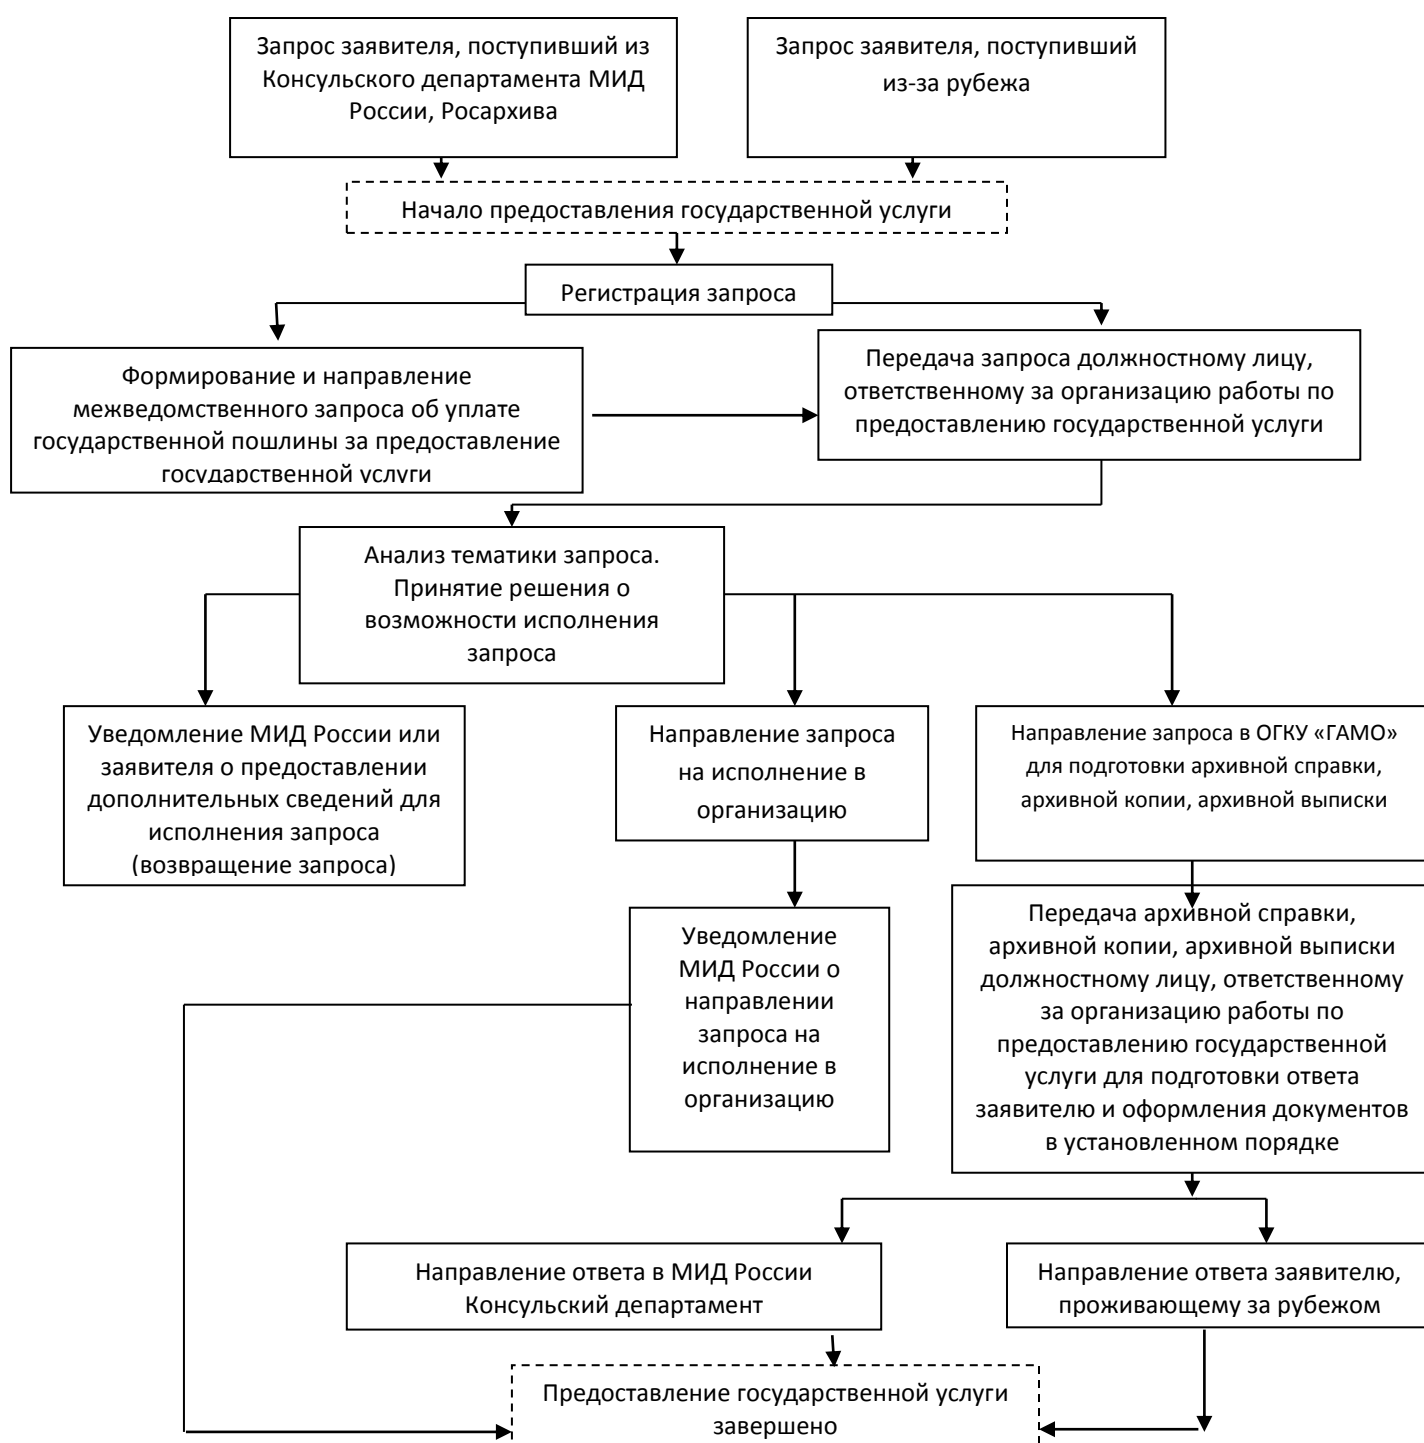 Запрос заявителя, поступивший из
Консульского департамента МИД
России, Росархива
Запрос заявителя, поступивший
из-за рубежа
Начало предоставления государственной услуги
Регистрация запроса
Формирование и направление
межведомственного запроса об уплате
государственной пошлины за предоставление
государственной услуги
Передача запроса должностному лицу,
ответственному за организацию работы по
предоставлению государственной услуги
Анализ тематики запроса.
Принятие решения о
возможности исполнения
запроса
Уведомление МИД России или
заявителя о предоставлении
дополнительных сведений для
исполнения запроса
(возвращение запроса)
Направление запроса
на исполнение в
организацию
Направление запроса в ОГКУ «ГАМО»
для подготовки архивной справки,
архивной копии, архивной выписки
Уведомление
МИД России о
направлении
запроса на
исполнение в
организацию
Передача архивной справки,
архивной копии, архивной выписки
должностному лицу, ответственному
за организацию работы по
предоставлению государственной
услуги для подготовки ответа
заявителю и оформления документов
в установленном порядке
Направление ответа в МИД России
Консульский департамент
Направление ответа заявителю,
проживающему за рубежом
Предоставление государственной услуги
завершено